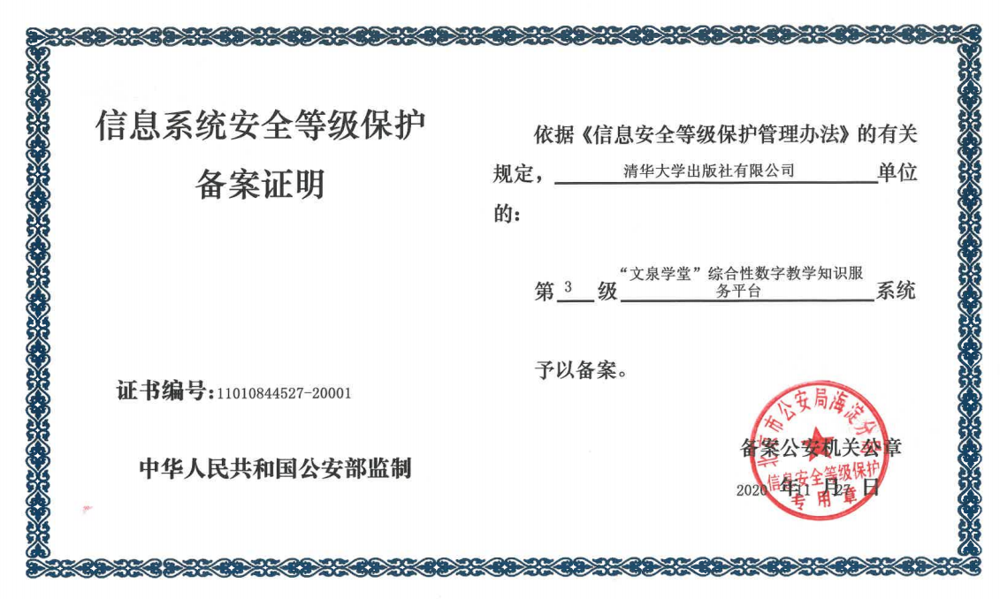 信息系统安全等级保护
备案证明
证书编号:11010844527-20001
中华人民共和国公安部监制
依据《信息安全等级保护管理办法》的有关
规定，清华大学出版社有限公司单位
的:
第 3 级“文泉学堂”综合性数字教学知识服
务平台系统
予以备案。
北京市公安局海淀分局
备案公安机关公章
信息安全等级保护
2020 年11 月27 日
专用章